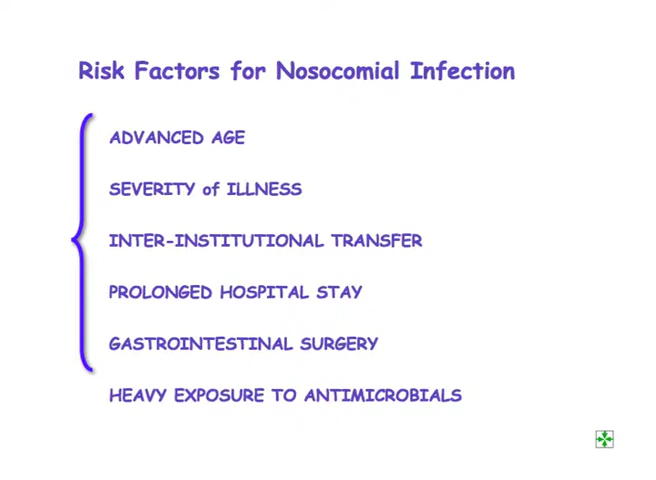 Risk Factors for Nosocomial Infection
ADVANCED AGE
SEVERITY of ILLNESS
INTER-INSTITUTIONAL TRANSFER
PROLONGED HOSPITAL STAY
GASTROINTESTINAL SURGERY
HEAVY EXPOSURE TO ANTIMICROBIALS